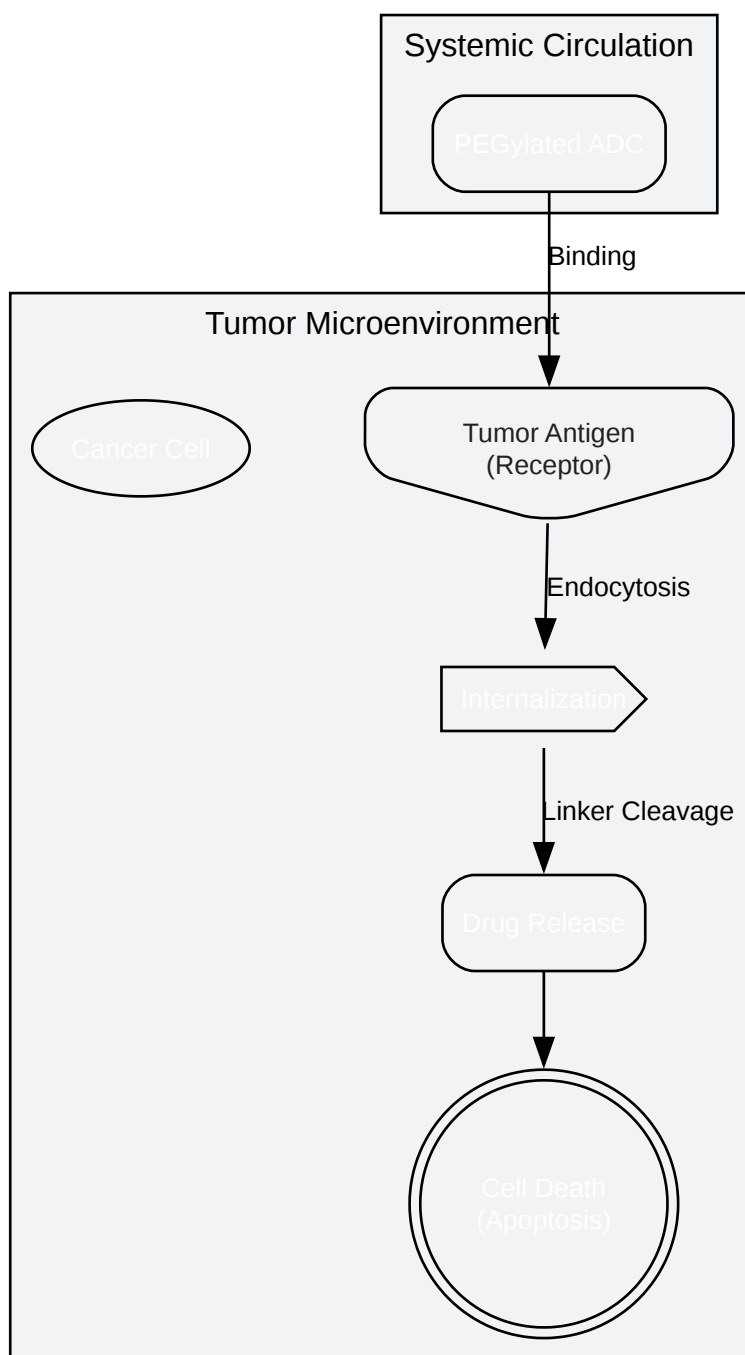 Systemic Circulation
PEGylated ADC
Binding
Tumor Microenvironment
Cancer Cell
Tumor Antigen
(Receptor)
Endocytosis
Internalization
Linker Cleavage
Drug Release
Cell Death
(Apoptosis)